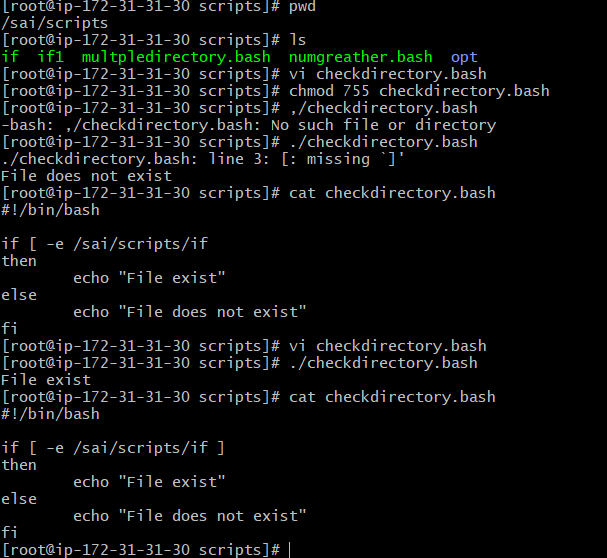 [root@ip-172-31-31-30 scripts]# pwd
/sai/scripts
[root@ip-172-31-31-30 scripts]# ls
if  if1  multpledirectory.bash  numgreather.bash  opt
[root@ip-172-31-31-30 scripts]# vi checkdirectory.bash
[root@ip-172-31-31-30 scripts]# chmod 755 checkdirectory.bash
[root@ip-172-31-31-30 scripts]# ,/checkdirectory.bash
-bash: ,/checkdirectory.bash: No such file or directory
[root@ip-172-31-31-30 scripts]# ./checkdirectory.bash
./checkdirectory.bash: line 3: [: missing `]'
File does not exist
[root@ip-172-31-31-30 scripts]# cat checkdirectory.bash
#!/bin/bash

if [ -e /sai/scripts/if
then
        echo "File exist"
else
        echo "File does not exist"
fi
[root@ip-172-31-31-30 scripts]# vi checkdirectory.bash
[root@ip-172-31-31-30 scripts]# ./checkdirectory.bash
File exist
[root@ip-172-31-31-30 scripts]# cat checkdirectory.bash
#!/bin/bash

if [ -e /sai/scripts/if ]
then
        echo "File exist"
else
        echo "File does not exist"
fi
[root@ip-172-31-31-30 scripts]#